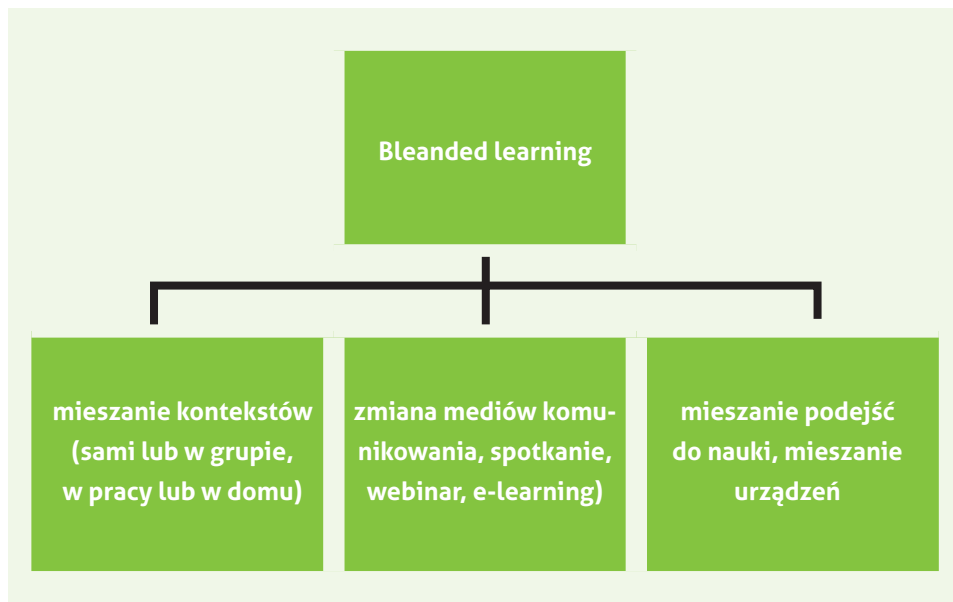 Bleanded learning
mieszanie kontekstów
(sami lub w grupie,
w pracy lub w domu)
zmiana mediów komu-
nikowania, spotkanie,
webinar, e-learning)
mieszanie podejść
do nauki, mieszanie
urządzeń